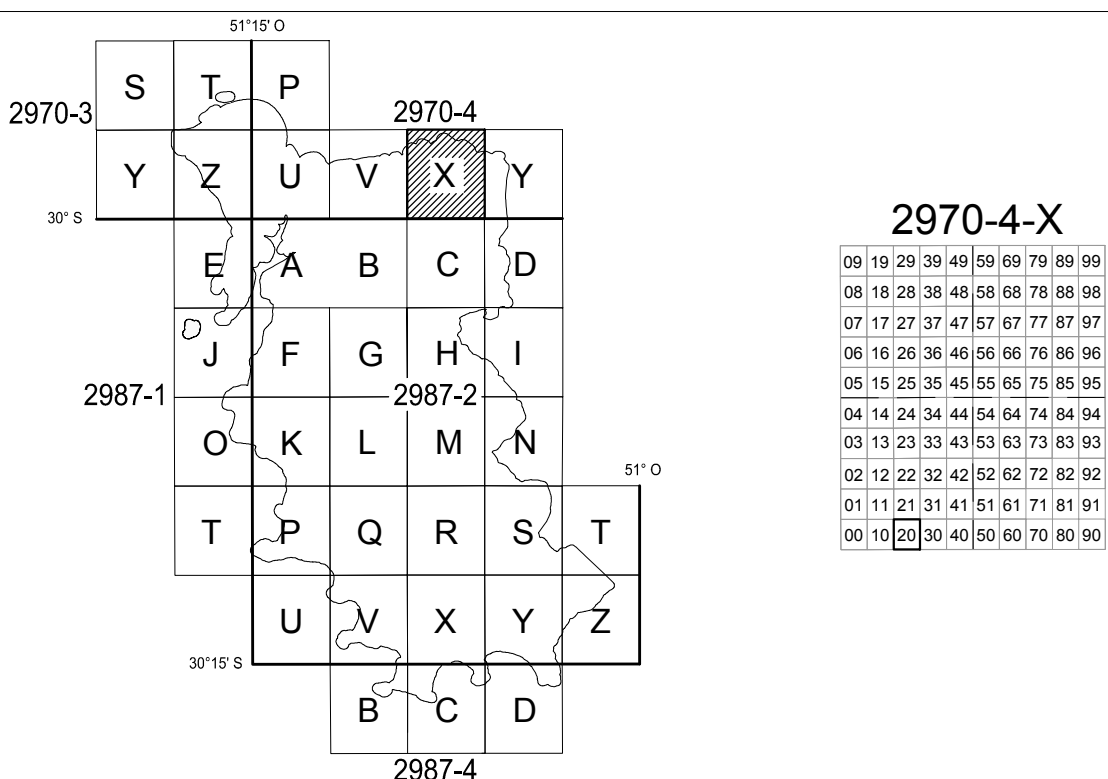 51°15' O
S T P
2970-3 2970-4
Y Z U V X Y
30° S
E A B C D
J F G H I
2987-1 2987-2
O K L M N
51° O
T P Q R S T
U V X Y Z
30°15' S
B C D
2987-4
2970-4-X
09 19 29 39 49 59 69 79 89 99
08 18 28 38 48 58 68 78 88 98
07 17 27 37 47 57 67 77 87 97
06 16 26 36 46 56 66 76 86 96
05 15 25 35 45 55 65 75 85 95
04 14 24 34 44 54 64 74 84 94
03 13 23 33 43 53 63 73 83 93
02 12 22 32 42 52 62 72 82 92
01 11 21 31 41 51 61 71 81 91
00 10 20 30 40 50 60 70 80 90